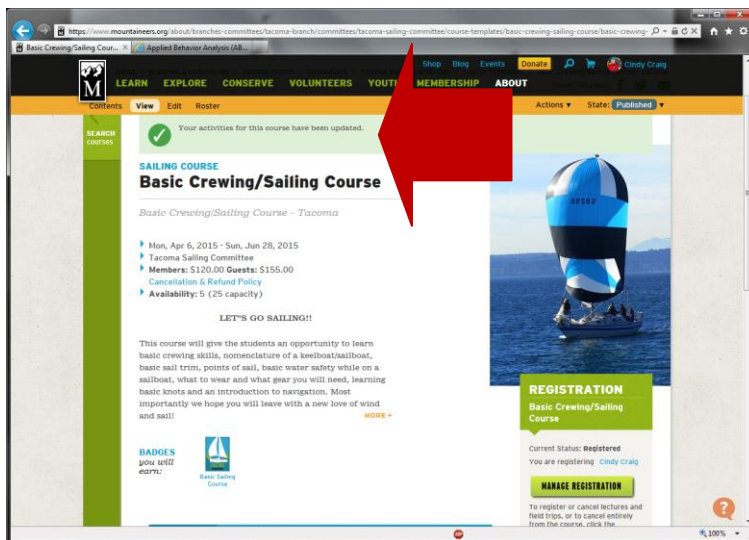 https://www.mountaineers.org/about/branches-committees/tacoma-branch/committees/tacoma-sailing-committee/course-templates/basic-crewing-sailing-course/basic-crewing-
Basic Crewing/Sailing Cour...
Applied Behavior Analysis (AB...
Shop Blog Events Donate Cindy Craig
M
LEARN EXPLORE CONSERVE VOLUNTEERS YOUTH MEMBERSHIP ABOUT
Contents View Edit Roster Actions State: Published
SEARCH
courses
Your activities for this course have been updated.
SAILING COURSE
Basic Crewing/Sailing Course
Basic Crewing/Sailing Course - Tacoma
Mon, Apr 6, 2015 - Sun, Jun 28, 2015
Tacoma Sailing Committee
Members: $120.00 Guests: $155.00
Cancellation & Refund Policy
Availability: 5 (25 capacity)
LET"S GO SAILING!!
This course will give the students an opportunity to learn
basic crewing skills, nomenclature of a keelboat/sailboat,
basic sail trim, points of sail, basic water safety while on a
sailboat, what to wear and what gear you will need, learning
basic knots and an introduction to navigation. Most
importantly we hope you will leave with a new love of wind
and sail!
MORE
BADGES
you will
earn:
Basic Sailing
Course
REGISTRATION
Basic Crewing/Sailing
Course
Current Status: Registered
You are registering Cindy Craig
MANAGE REGISTRATION
To register or cancel lectures and
field trips, or to cancel entirely
from the course, click the
?
100%